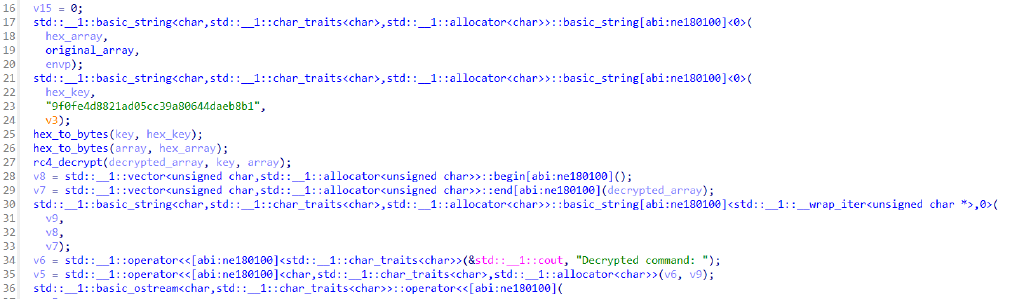 16 v15 = 0;
17 std::__1::basic_string<char,std::__1::char_traits<char>,std::__1::allocator<char>>::basic_string[abi:ne180100]<0>(
18 hex_array,
19 original_array,
20 envp);
21 std::__1::basic_string<char,std::__1::char_traits<char>,std::__1::allocator<char>>::basic_string[abi:ne180100]<0>(
22 hex_key,
23 "9f0fe4d8821ad05cc39a80644daeb8b1",
24 v3);
25 hex_to_bytes(key, hex_key);
26 hex_to_bytes(array, hex_array);
27 rc4_decrypt(decrypted_array, key, array);
28 v8 = std::__1::vector<unsigned char,std::__1::allocator<unsigned char>>::begin[abi:ne180100]();
29 v7 = std::__1::vector<unsigned char,std::__1::allocator<unsigned char>>::end[abi:ne180100](decrypted_array);
30 std::__1::basic_string<char,std::__1::char_traits<char>,std::__1::allocator<char>>::basic_string[abi:ne180100]<std::__1::__wrap_iter<unsigned char *>,0>(
31 v9,
32 v8,
33 v7);
34 v6 = std::__1::operator<<[abi:ne180100]<std::__1::char_traits<char>>(&std::__1::cout, "Decrypted command: ");
35 v5 = std::__1::operator<<[abi:ne180100]<char,std::__1::char_traits<char>,std::__1::allocator<char>>(v6, v9);
36 std::__1::basic_ostream<char,std::__1::char_traits<char>>::operator<<[abi:ne180100](